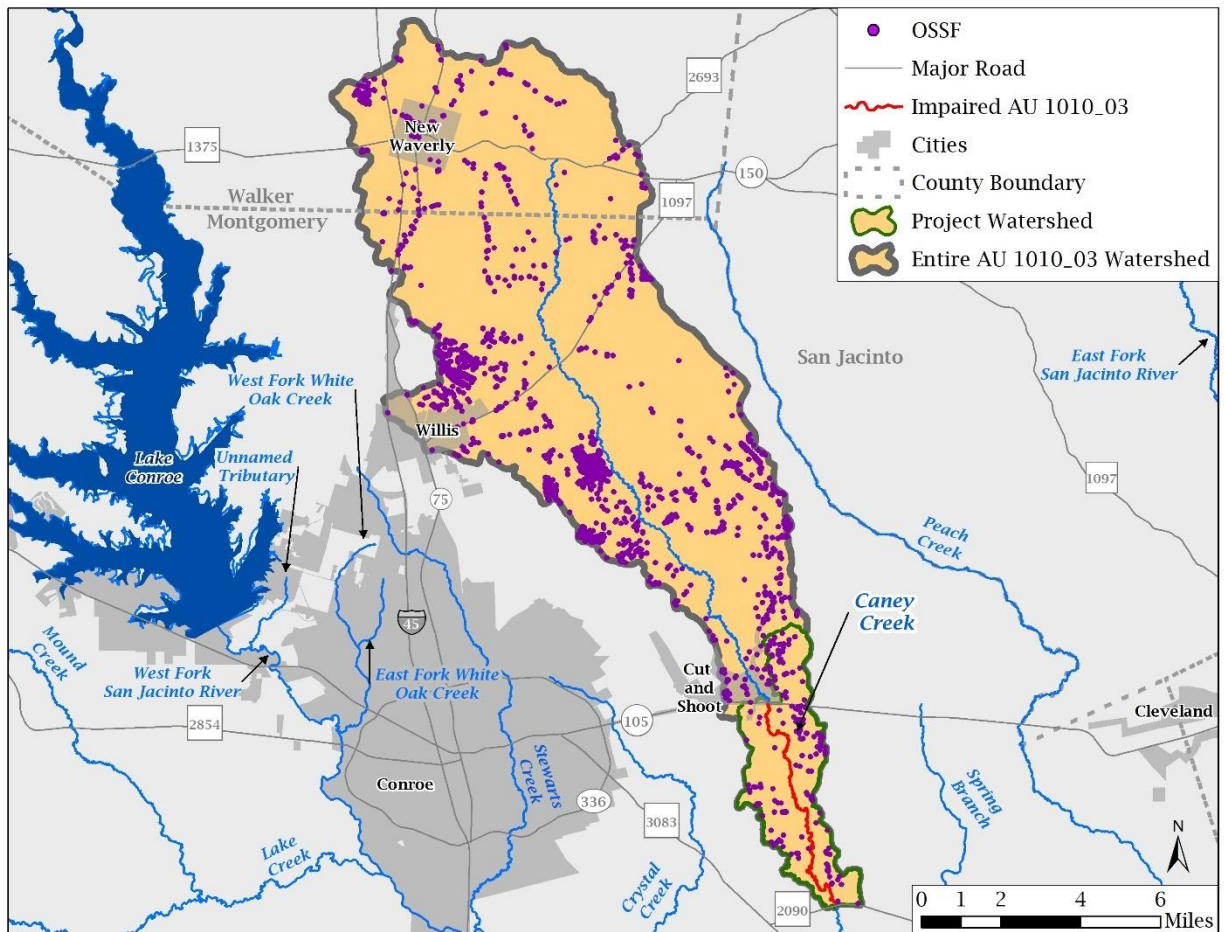 OSSF
Major Road
Impaired AU 1010_03
Cities
County Boundary
Project Watershed
Entire AU 1010_03 Watershed
2693
New
Waverly
1375
150
Walker
Montgomery
1097
San Jacinto
East Fork
San Jacinto River
West Fork White
Oak Creek
Willis
Lake
Conroe
Unnamed
Tributary
75
1097
Peach
Creek
Caney
Creek
45
Mound
Creek
West Fork
San Jacinto River
East Fork White
Oak Creek
Cut
and
Shoot
Cleveland
2854
105
Conroe
Stewarts
Creek
336
3083
Spring
Branch
Lake
Creek
Crystal
Creek
2090
N
0 1 2 4 6
Miles